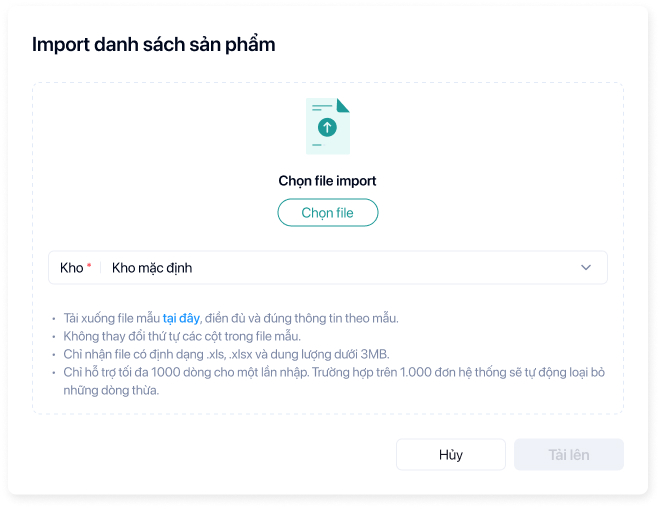 Import danh sách sản phẩm
Chọn file import
Chọn file
Kho * Kho mặc định
• Tải xuống file mẫu tại đây, điền đủ và đúng thông tin theo mẫu.
• Không thay đổi thứ tự các cột trong file mẫu.
• Chỉ nhận file có định dạng .xls, .xlsx và dung lượng dưới 3MB.
• Chỉ hỗ trợ tối đa 1000 dòng cho một lần nhập. Trường hợp trên 1.000 đơn hệ thống sẽ tự động loại bỏ
những dòng thừa.
Hủy Tải lên